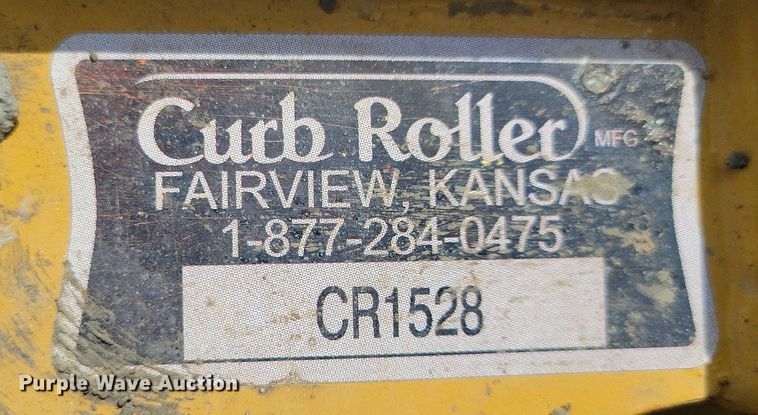 Curb Roller MFG
FAIRVIEW, KANSAS
1-877-284-0475
CR1528
Purple Wave Auction